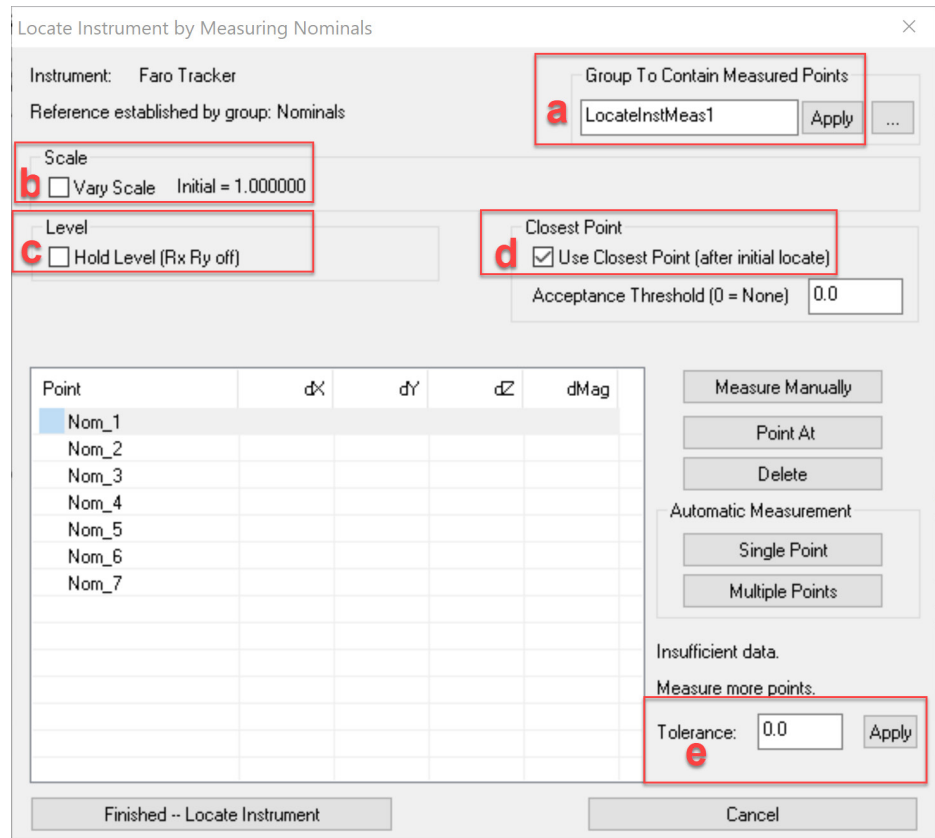 Locate Instrument by Measuring Nominals
Instrument: Faro Tracker
Reference established by group: Nominals
Group To Contain Measured Points
a
LocateInstMeas1 Apply ...
Scale
b
Vary Scale Initial = 1.000000
Level
c
Hold Level (Rx Ry off)
Closest Point
d
Use Closest Point (after initial locate)
Acceptance Threshold (0 = None) 0.0
Point dX dY dZ dMag
Nom_1
Nom_2
Nom_3
Nom_4
Nom_5
Nom_6
Nom_7
Measure Manually
Point At
Delete
Automatic Measurement
Single Point
Multiple Points
Insufficient data.
Measure more points.
Tolerance: 0.0 Apply
e
Finished -- Locate Instrument
Cancel